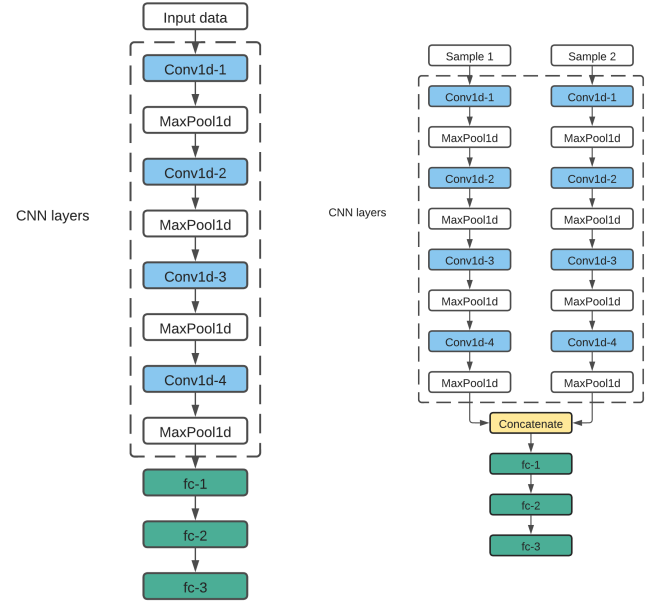 Input data
Conv1d-1
MaxPool1d
Conv1d-2
CNN layers
MaxPool1d
Conv1d-3
MaxPool1d
Conv1d-4
MaxPool1d
fc-1
fc-2
fc-3
Sample 1
Sample 2
Conv1d-1
Conv1d-1
MaxPool1d
MaxPool1d
Conv1d-2
Conv1d-2
CNN layers
MaxPool1d
MaxPool1d
Conv1d-3
Conv1d-3
MaxPool1d
MaxPool1d
Conv1d-4
Conv1d-4
MaxPool1d
MaxPool1d
Concatenate
fc-1
fc-2
fc-3